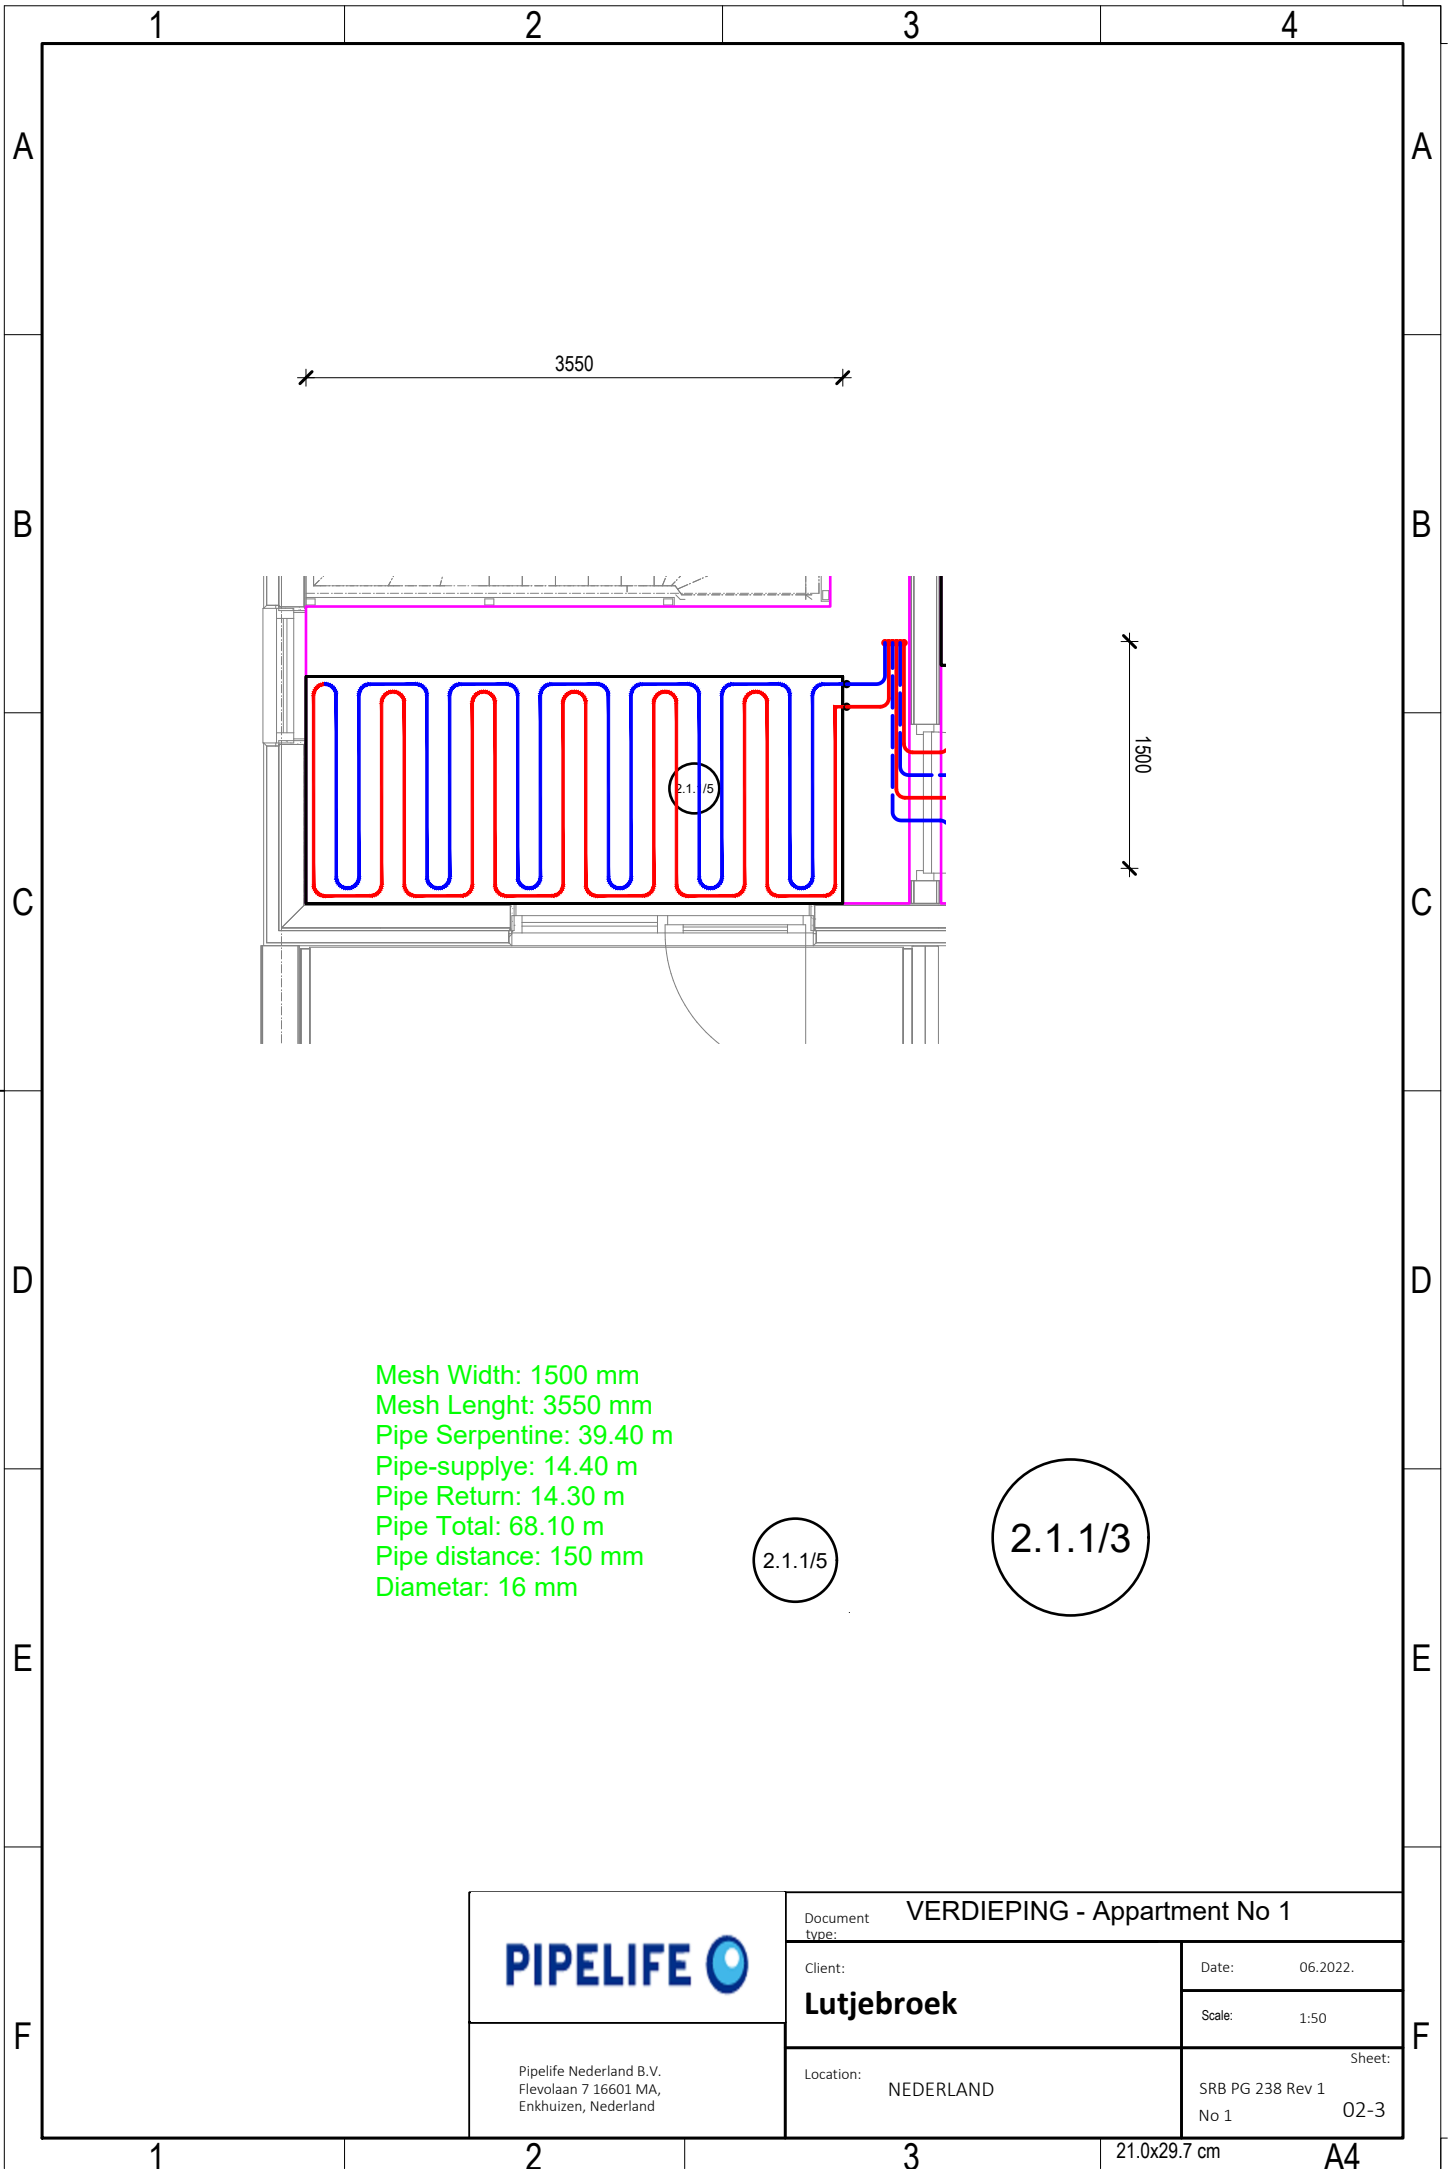 1 2 3 4
A A
3550
B B
2.1.1/5
1500
C C
D D
Mesh Width: 1500 mm
Mesh Lenght: 3550 mm
Pipe Serpentine: 39.40 m
Pipe-supplye: 14.40 m
Pipe Return: 14.30 m
Pipe Total: 68.10 m
Pipe distance: 150 mm
Diametar: 16 mm
2.1.1/5
2.1.1/3
E E
Document type: VERDIEPING - Appartment No 1
PIPELIFE
Client:
Lutjebroek
Date: 06.2022.
Scale: 1:50
F F
Pipelife Nederland B.V.
Flevolaan 7 16601 MA,
Enkhuizen, Nederland
Location: NEDERLAND
Sheet:
SRB PG 238 Rev 1
No 1 02-3
1 2 3 21.0x29.7 cm A4